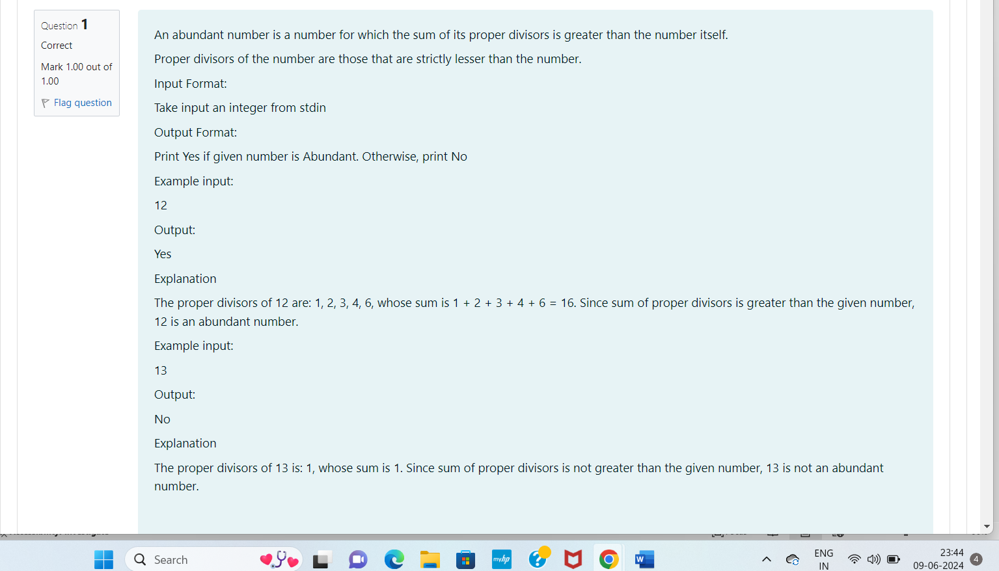 Question 1
Correct
Mark 1.00 out of
1.00
Flag question
An abundant number is a number for which the sum of its proper divisors is greater than the number itself.
Proper divisors of the number are those that are strictly lesser than the number.
Input Format:
Take input an integer from stdin
Output Format:
Print Yes if given number is Abundant. Otherwise, print No
Example input:
12
Output:
Yes
Explanation
The proper divisors of 12 are: 1, 2, 3, 4, 6, whose sum is 1 + 2 + 3 + 4 + 6 = 16. Since sum of proper divisors is greater than the given number,
12 is an abundant number.
Example input:
13
Output:
No
Explanation
The proper divisors of 13 is: 1, whose sum is 1. Since sum of proper divisors is not greater than the given number, 13 is not an abundant
number.
Search
myhp
W
ENG
IN
23:44
09-06-2024
4